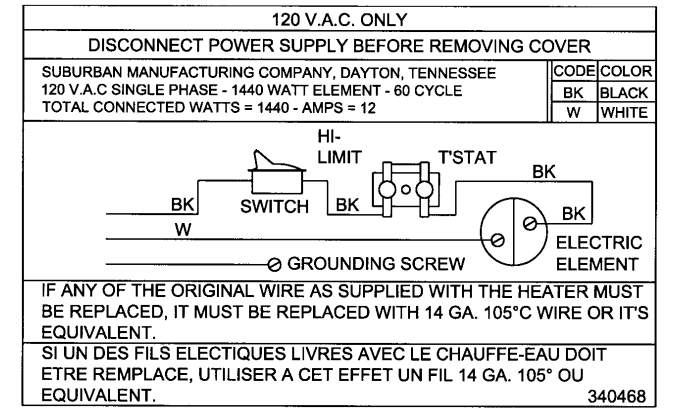 120 V.A.C. ONLY
DISCONNECT POWER SUPPLY BEFORE REMOVING COVER
SUBURBAN MANUFACTURING COMPANY, DAYTON, TENNESSEE
120 V.A.C SINGLE PHASE - 1440 WATT ELEMENT - 60 CYCLE
TOTAL CONNECTED WATTS = 1440 - AMPS = 12
CODE COLOR
BK BLACK
W WHITE
HI-
LIMIT
T'STAT
BK
BK
SWITCH
BK
BK
W
ELECTRIC
ELEMENT
GROUNDING SCREW
IF ANY OF THE ORIGINAL WIRE AS SUPPLIED WITH THE HEATER MUST
BE REPLACED, IT MUST BE REPLACED WITH 14 GA. 105°C WIRE OR IT'S
EQUIVALENT.
SI UN DES FILS ELECTIQUES LIVRES AVEC LE CHAUFFE-EAU DOIT
ETRE REMPLACE, UTILISER A CET EFFET UN FIL 14 GA. 105° OU
EQUIVALENT.
340468